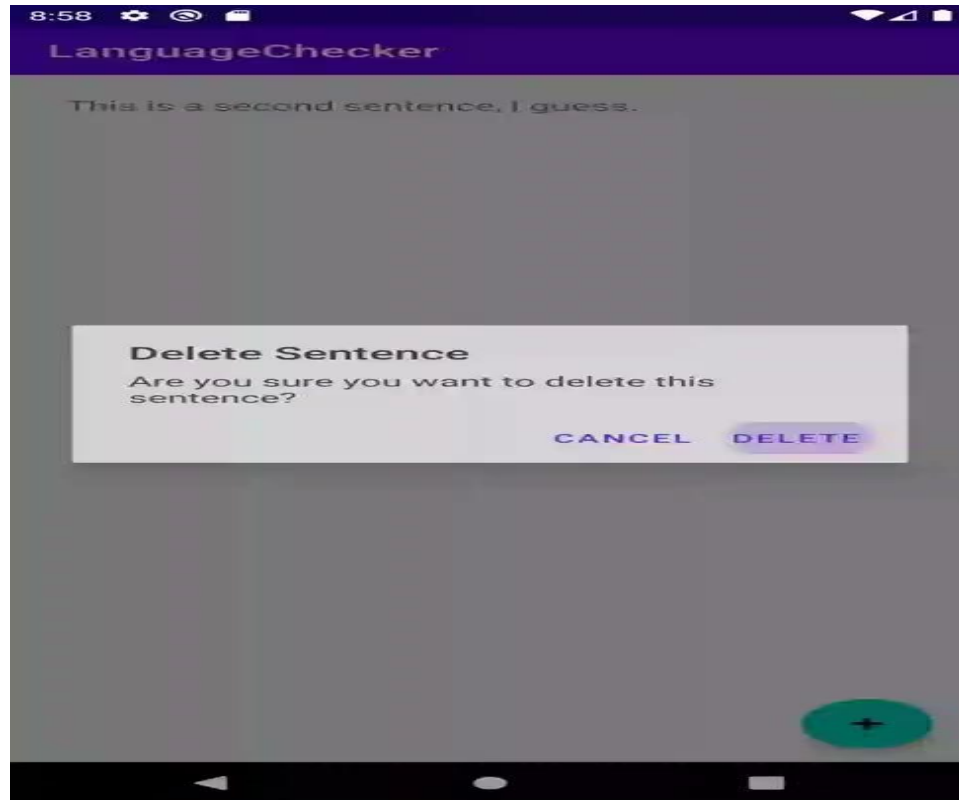 8:58
LanguageChecker
This is a second sentence, I guess.
Delete Sentence
Are you sure you want to delete this
sentence?
CANCEL DELETE
+